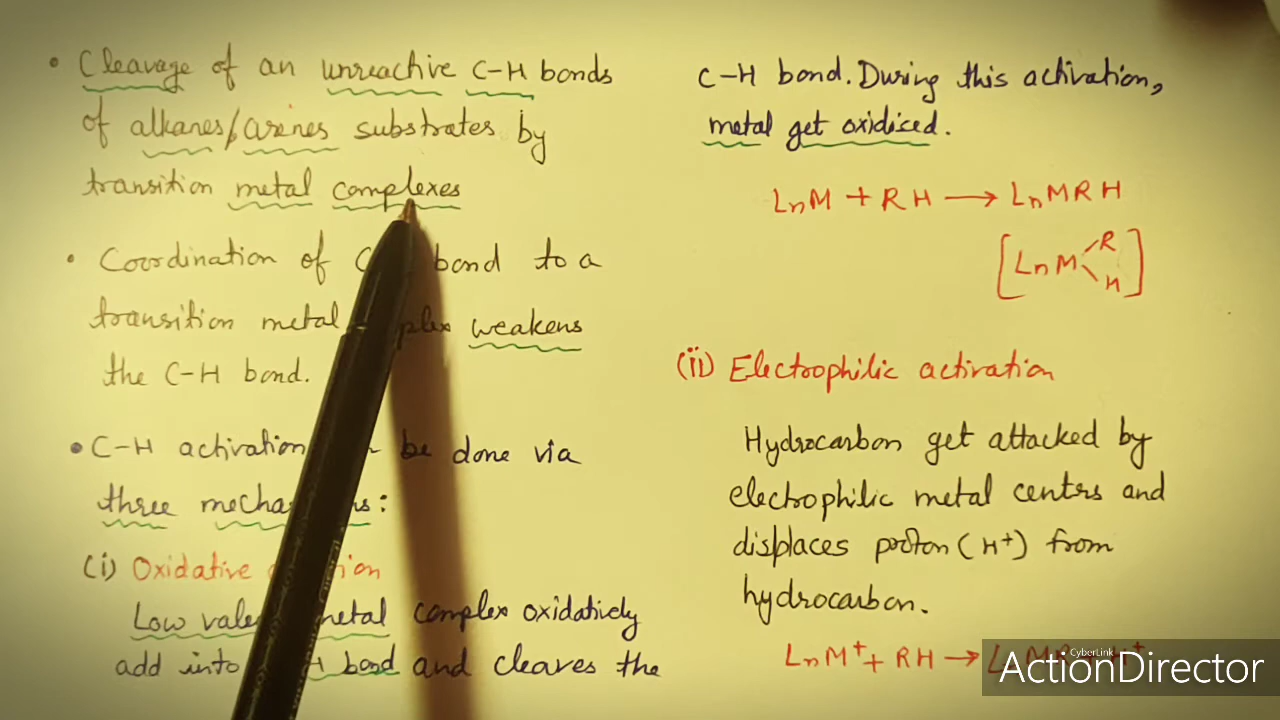 • Cleavage of an unreactive C-H bonds
of alkanes/arenes substrates by
transition metal complexes
• Coordination of bond to a
transition metal weakens
the C-H bond.
• C-H activation be done via
three :
(i) Oxidative
Low metal complex oxidatively
add into bond and cleaves the
C-H bond. During this activation,
metal get oxidised.
LnM + RH → LnMRH
[LnM
R
H]
(ii) Electrophilic activation
Hydrocarbon get attacked by
electrophilic metal centrs and
displaces proton (H+) from
hydrocarbon.
LnM+ + RH →
CyberLink
ActionDirector